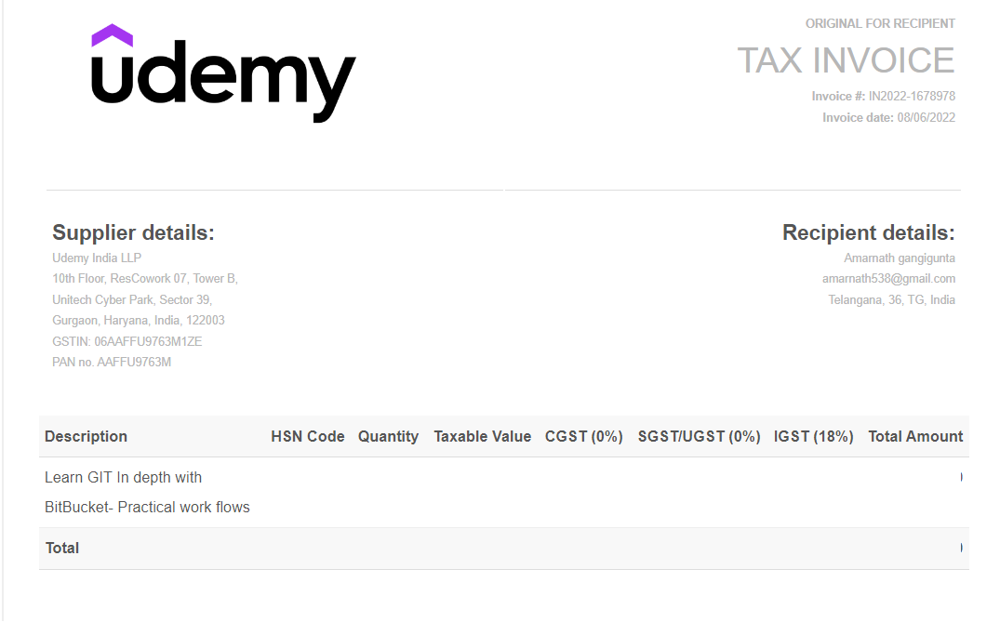 udemy
ORIGINAL FOR RECIPIENT
TAX INVOICE
Invoice #: IN2022-1678978
Invoice date: 08/06/2022
Supplier details:
Udemy India LLP
10th Floor, ResCowork 07, Tower B,
Unitech Cyber Park, Sector 39,
Gurgaon, Haryana, India, 122003
GSTIN: 06AAFFU9763M1ZE
PAN no. AAFFU9763M
Recipient details:
Amarnath gangigunta
amarnath538@gmail.com
Telangana, 36, TG, India
Description HSN Code Quantity Taxable Value CGST (0%) SGST/UGST (0%) IGST (18%) Total Amount
Learn GIT In depth with
BitBucket- Practical work flows
Total